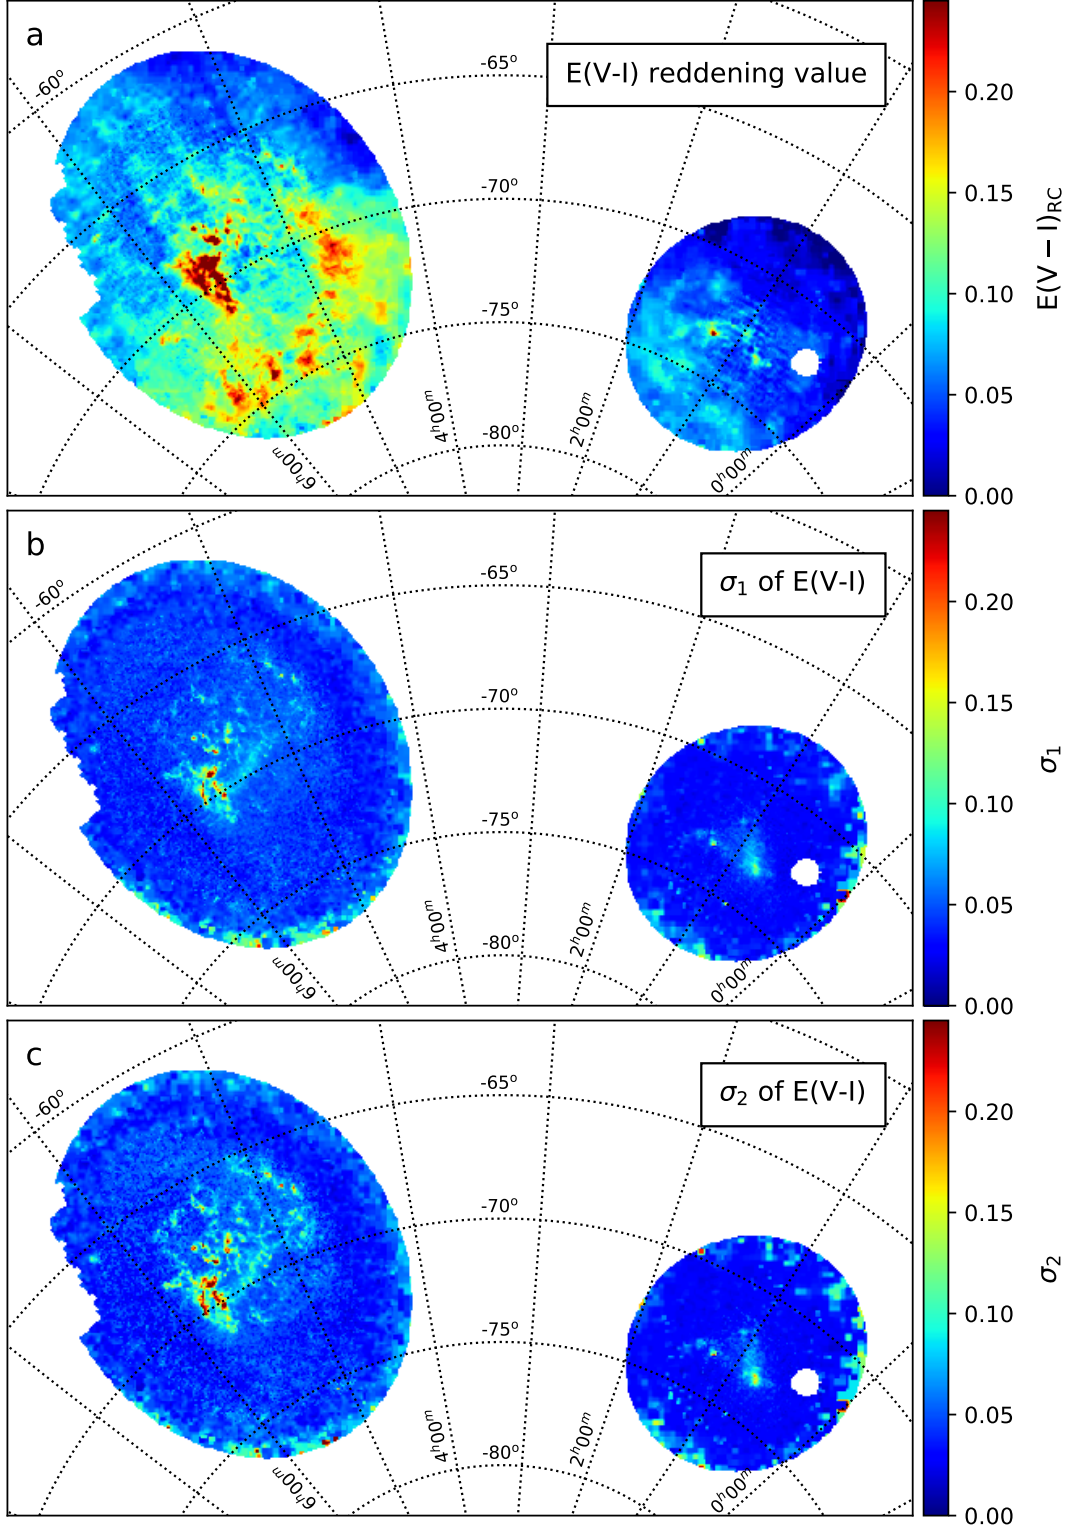 a
E(V-I) reddening value
-60°
-65°
-70°
-75°
-80°
6ʰ00ᵐ
4ʰ00ᵐ
2ʰ00ᵐ
0ʰ00ᵐ
0.20
0.15
0.10
0.05
0.00
E(V − I)RC
b
σ₁ of E(V-I)
-60°
-65°
-70°
-75°
-80°
6ʰ00ᵐ
4ʰ00ᵐ
2ʰ00ᵐ
0ʰ00ᵐ
0.20
0.15
0.10
0.05
0.00
σ₁
c
σ₂ of E(V-I)
-60°
-65°
-70°
-75°
-80°
6ʰ00ᵐ
4ʰ00ᵐ
2ʰ00ᵐ
0ʰ00ᵐ
0.20
0.15
0.10
0.05
0.00
σ₂